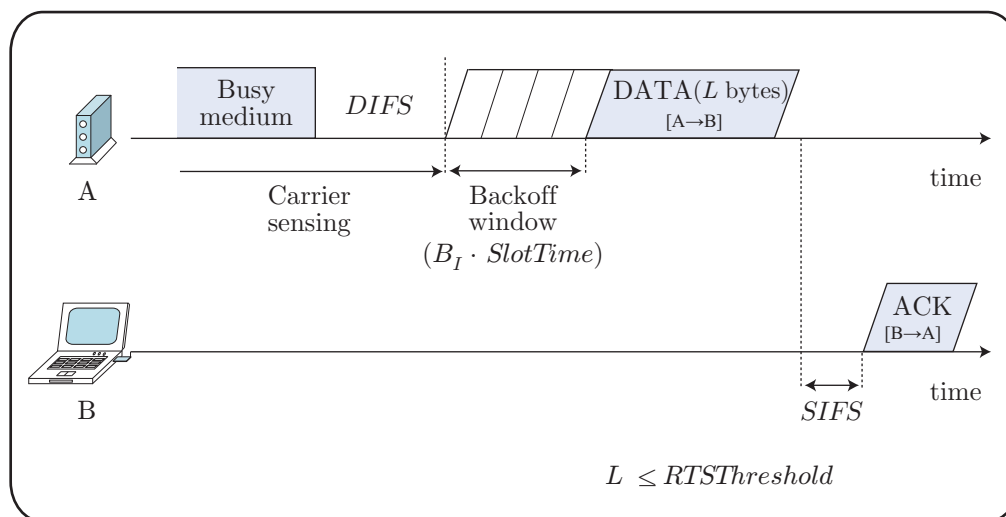 Busy
medium
DIFS
DATA(L bytes)
[A→B]
A
time
Carrier
sensing
Backoff
window
(B_I · SlotTime)
ACK
[B→A]
B
time
SIFS
L ≤ RTSThreshold